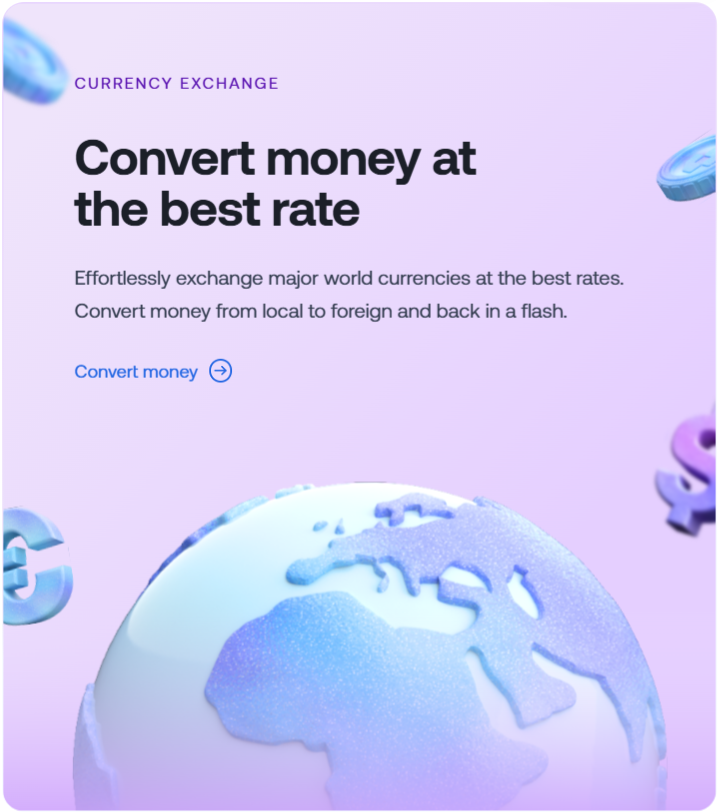 CURRENCY EXCHANGE
Convert money at
the best rate
Effortlessly exchange major world currencies at the best rates.
Convert money from local to foreign and back in a flash.
Convert money
€
$